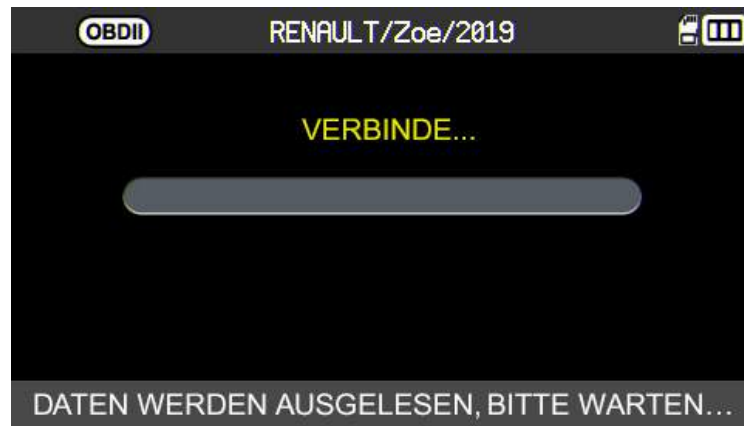 OBDII RENAULT/Zoe/2019
VERBINDE...
DATEN WERDEN AUSGELESEN, BITTE WARTEN...